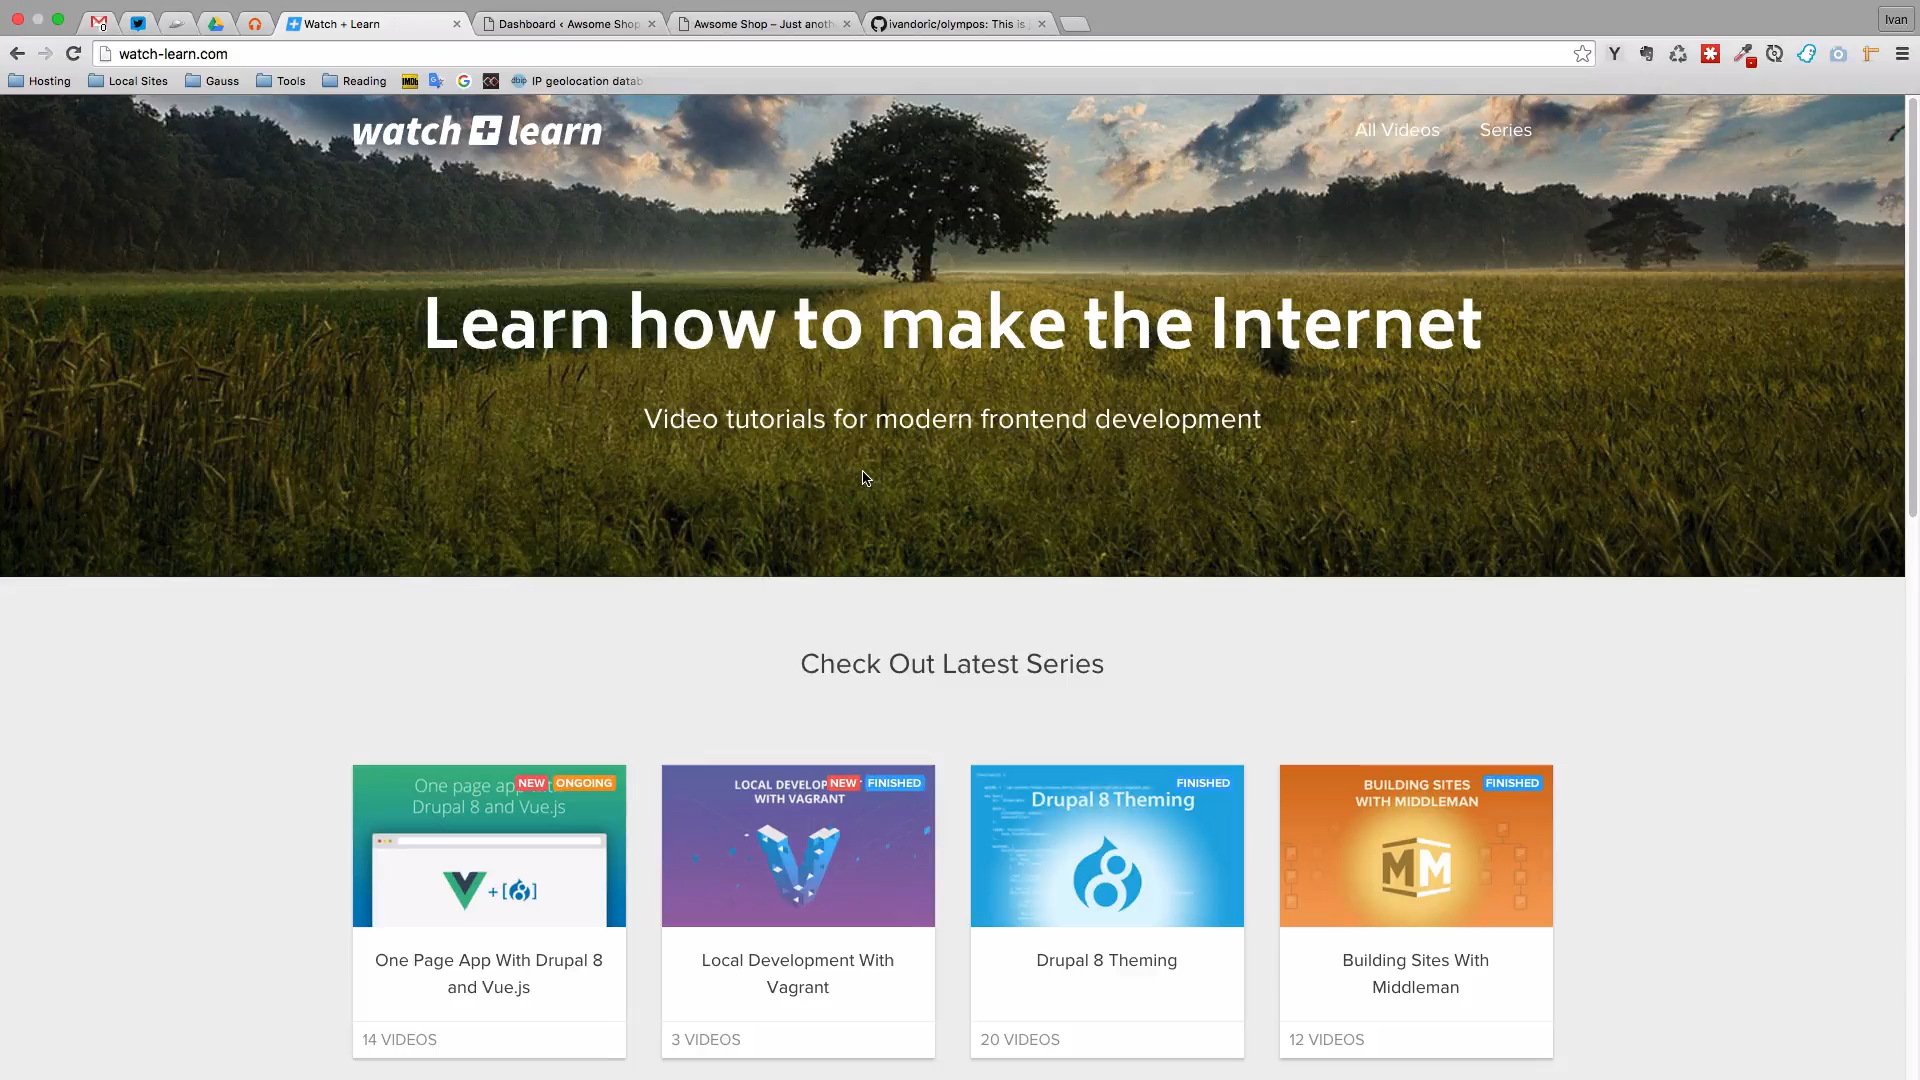 Watch + Learn
Dashboard ‹ Awsome Shop
Awsome Shop – Just anoth
ivandoric/olympos: This is
Ivan
watch-learn.com
Hosting
Local Sites
Gauss
Tools
Reading
IMDb
IP geolocation datab
watch + learn
All Videos
Series
Learn how to make the Internet
Video tutorials for modern frontend development
Check Out Latest Series
One page app with
NEW
ONGOING
Drupal 8 and Vue.js
LOCAL DEVELOP
NEW
FINISHED
WITH VAGRANT
FINISHED
Drupal 8 Theming
BUILDING SITES
FINISHED
WITH MIDDLEMAN
One Page App With Drupal 8
and Vue.js
Local Development With
Vagrant
Drupal 8 Theming
Building Sites With
Middleman
14 VIDEOS
3 VIDEOS
20 VIDEOS
12 VIDEOS